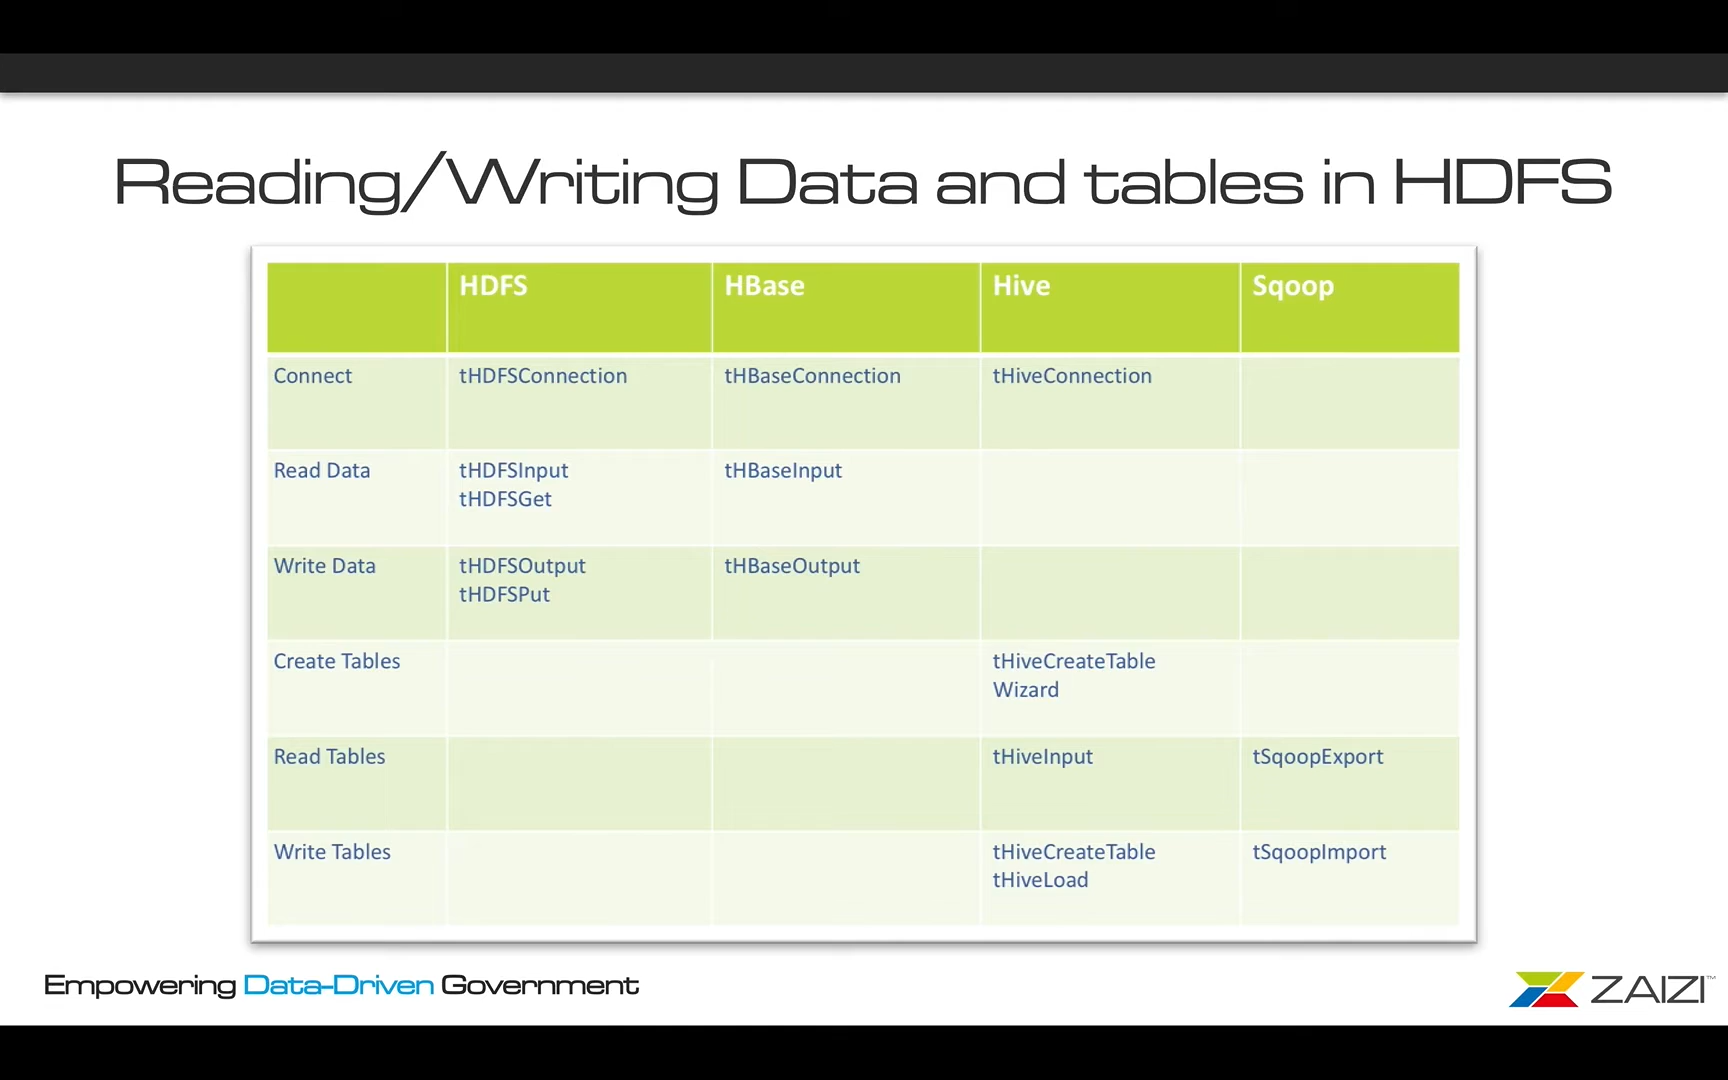 Reading/Writing Data and tables in HDFS
HDFS HBase Hive Sqoop
Connect tHDFSConnection tHBaseConnection tHiveConnection
Read Data tHDFSInput tHBaseInput
tHDFSGet
Write Data tHDFSOutput tHBaseOutput
tHDFSPut
Create Tables tHiveCreateTable
Wizard
Read Tables tHiveInput tSqoopExport
Write Tables tHiveCreateTable tSqoopImport
tHiveLoad
Empowering Data-Driven Government
ZAIZI™